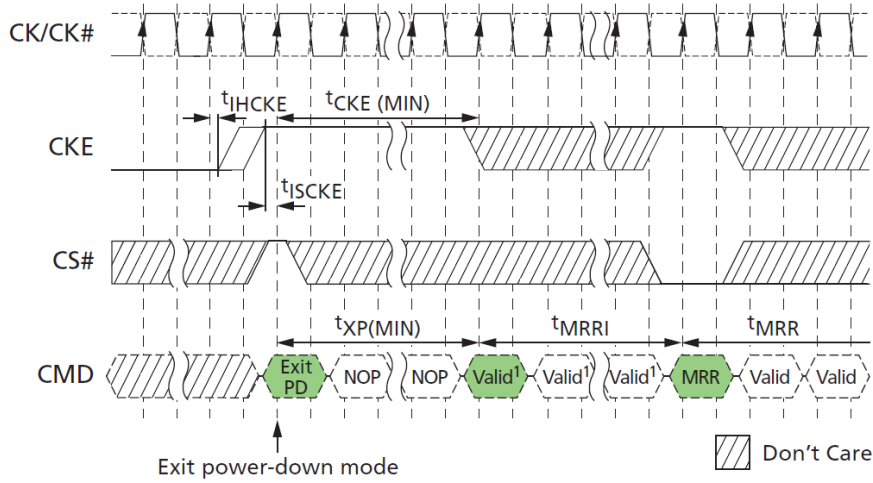 CK/CK#
tIHCKE
tCKE (MIN)
CKE
tISCKE
CS#
tXP(MIN)
tMRRI
tMRR
CMD
Exit
PD
NOP
NOP
Valid¹
Valid¹
Valid¹
MRR
Valid
Valid
Exit power-down mode
Don't Care